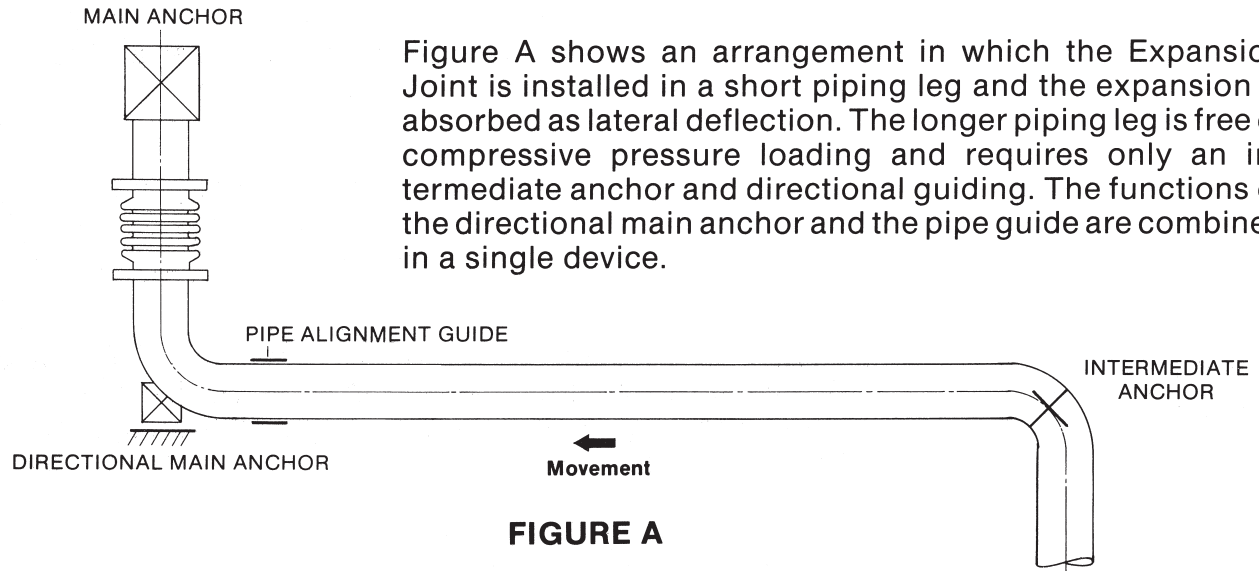 MAIN ANCHOR
Figure A shows an arrangement in which the Expansio
Joint is installed in a short piping leg and the expansion
absorbed as lateral deflection. The longer piping leg is free
compressive pressure loading and requires only an in
termediate anchor and directional guiding. The functions
the directional main anchor and the pipe guide are combine
in a single device.
PIPE ALIGNMENT GUIDE
INTERMEDIATE
ANCHOR
DIRECTIONAL MAIN ANCHOR
Movement
FIGURE A